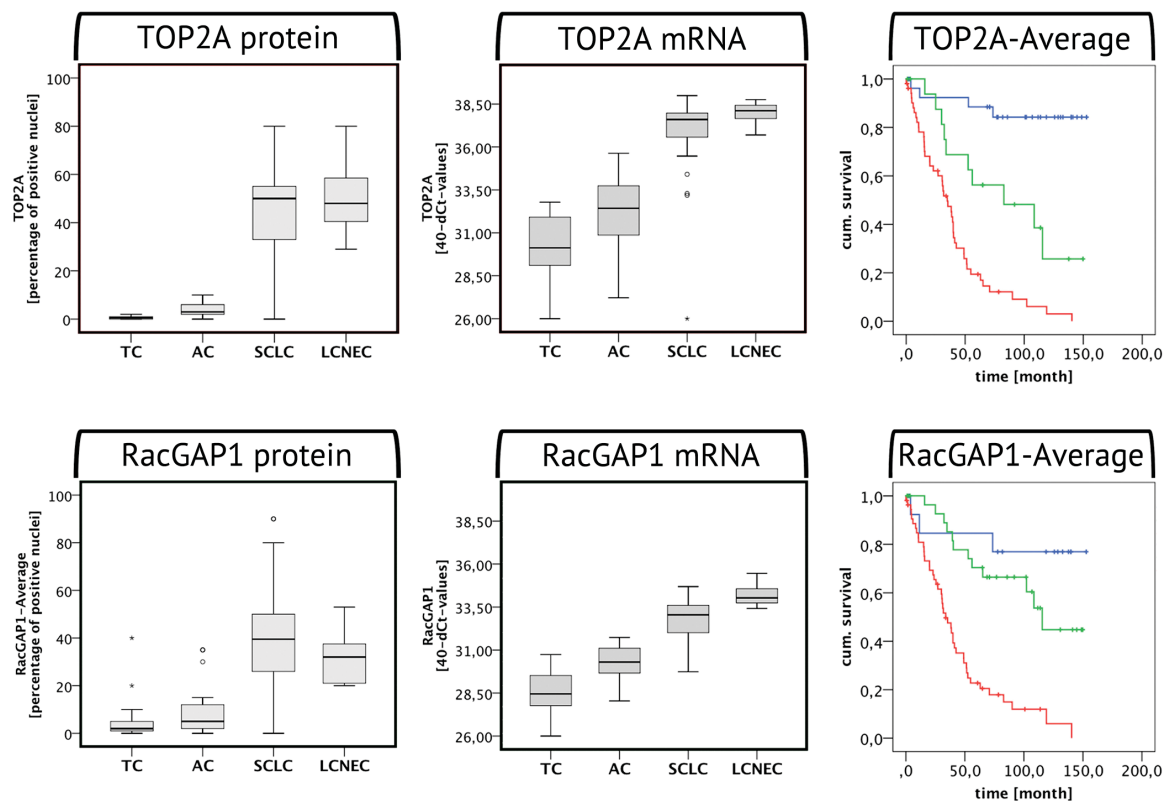 TOP2A protein
TOP2A
[percentage of positive nuclei]
100
80
60
40
20
0
TC AC SCLC LCNEC
TOP2A mRNA
TOP2A
[40-dCt-values]
38,50
36,00
33,50
31,00
28,50
26,00
TC AC SCLC LCNEC
TOP2A-Average
cum. survival
1,0
0,8
0,6
0,4
0,2
0,0
,0 50,0 100,0 150,0 200,0
time [month]
RacGAP1 protein
RacGAP1-Average
[percentage of positive nuclei]
100
80
60
40
20
0
TC AC SCLC LCNEC
RacGAP1 mRNA
RacGAP1
[40-dCt-values]
38,50
36,00
33,50
31,00
28,50
26,00
TC AC SCLC LCNEC
RacGAP1-Average
cum. survival
1,0
0,8
0,6
0,4
0,2
0,0
,0 50,0 100,0 150,0 200,0
time [month]